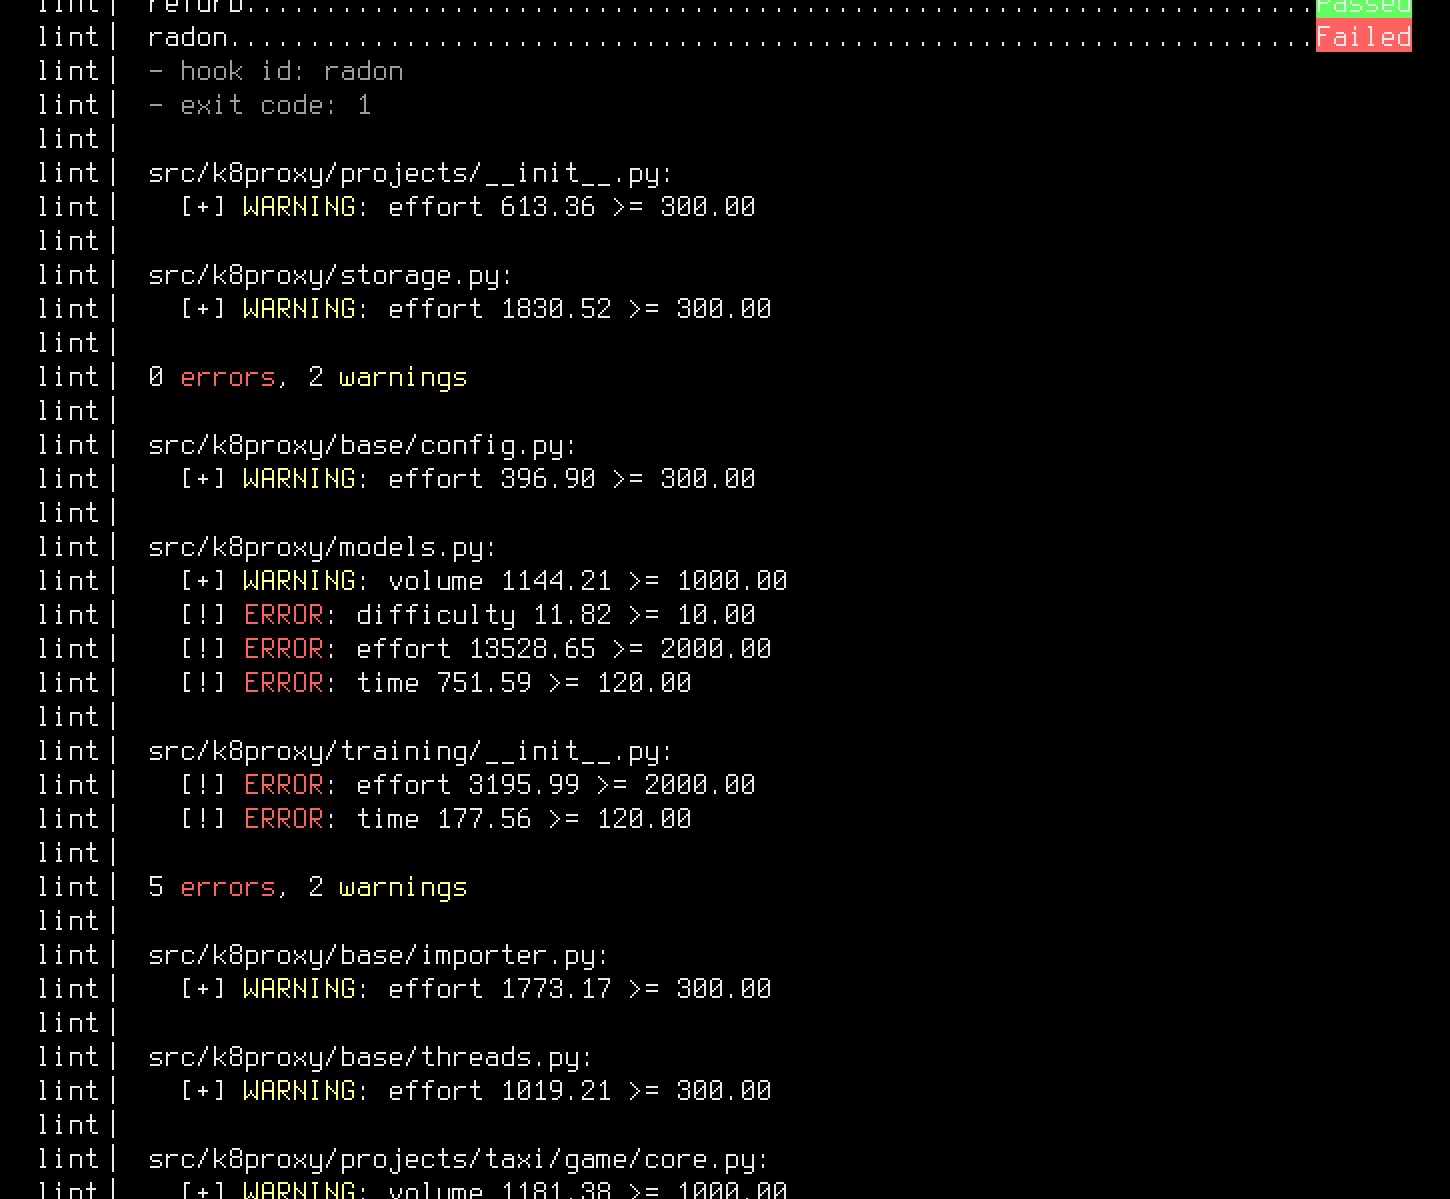 lint| refurb...................................................................Passed
lint| radon....................................................................Failed
lint| - hook id: radon
lint| - exit code: 1
lint|
lint| src/k8proxy/projects/__init__.py:
lint| [+] WARNING: effort 613.36 >= 300.00
lint|
lint| src/k8proxy/storage.py:
lint| [+] WARNING: effort 1830.52 >= 300.00
lint|
lint| 0 errors, 2 warnings
lint|
lint| src/k8proxy/base/config.py:
lint| [+] WARNING: effort 396.90 >= 300.00
lint|
lint| src/k8proxy/models.py:
lint| [+] WARNING: volume 1144.21 >= 1000.00
lint| [!] ERROR: difficulty 11.82 >= 10.00
lint| [!] ERROR: effort 13528.65 >= 2000.00
lint| [!] ERROR: time 751.59 >= 120.00
lint|
lint| src/k8proxy/training/__init__.py:
lint| [!] ERROR: effort 3195.99 >= 2000.00
lint| [!] ERROR: time 177.56 >= 120.00
lint|
lint| 5 errors, 2 warnings
lint|
lint| src/k8proxy/base/importer.py:
lint| [+] WARNING: effort 1773.17 >= 300.00
lint|
lint| src/k8proxy/base/threads.py:
lint| [+] WARNING: effort 1019.21 >= 300.00
lint|
lint| src/k8proxy/projects/taxi/game/core.py:
lint| [+] WARNING: volume 1181.38 >= 1000.00